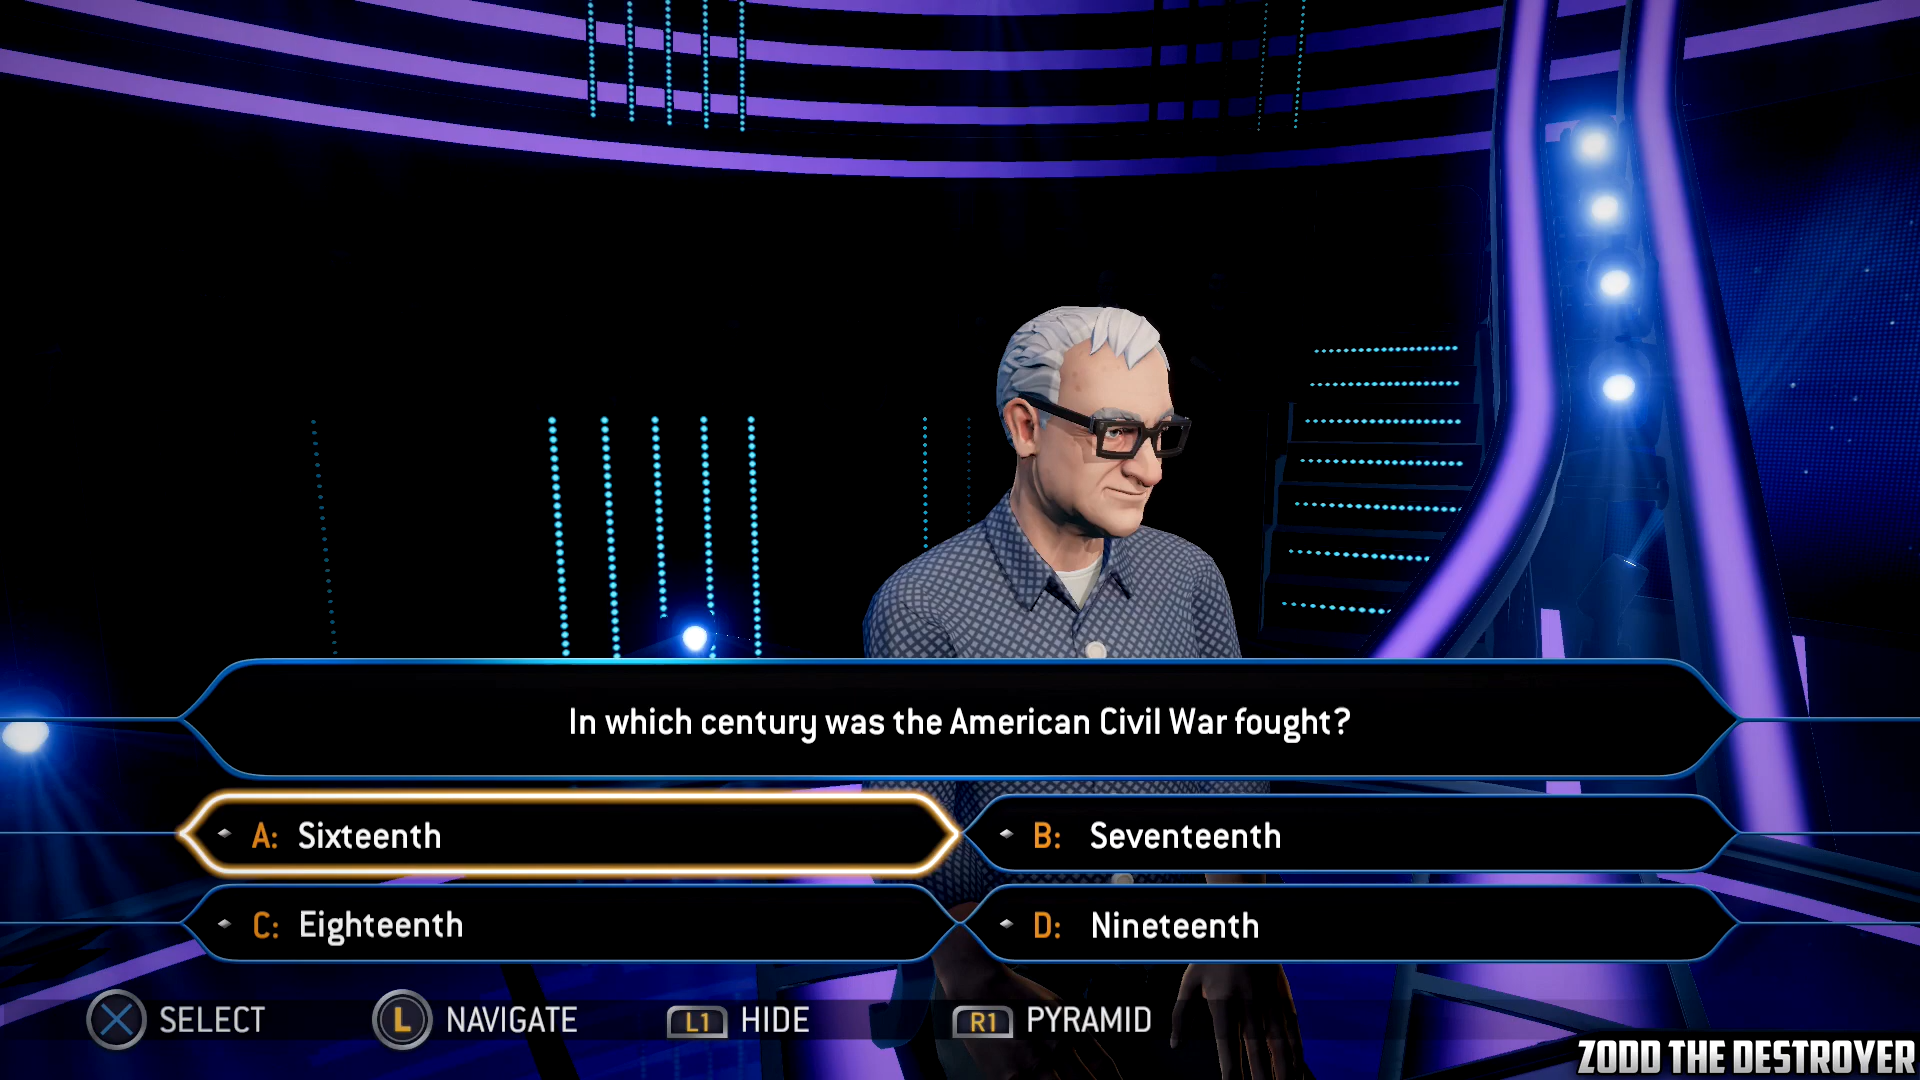 In which century was the American Civil War fought?
A: Sixteenth
B: Seventeenth
C: Eighteenth
D: Nineteenth
SELECT
L NAVIGATE
L1 HIDE
R1 PYRAMID
ZODD THE DESTROYER